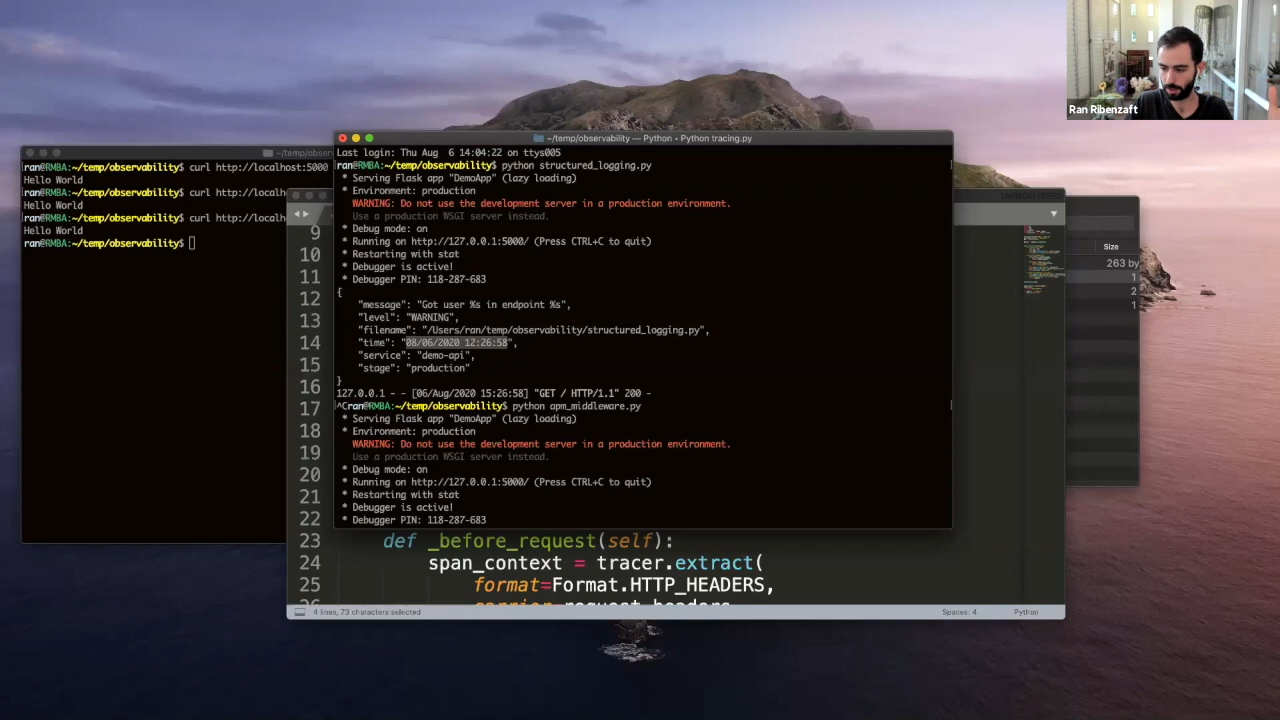 Ran Ribenzaft
~/temp/observability — Python • Python tracing.py
Last login: Thu Aug  6 14:04:22 on ttys005
ran@RMBA:~/temp/observability$ python structured_logging.py
 * Serving Flask app "DemoApp" (lazy loading)
 * Environment: production
   WARNING: Do not use the development server in a production environment.
   Use a production WSGI server instead.
 * Debug mode: on
 * Running on http://127.0.0.1:5000/ (Press CTRL+C to quit)
 * Restarting with stat
 * Debugger is active!
 * Debugger PIN: 118-287-683
{
    "message": "Got user %s in endpoint %s",
    "level": "WARNING",
    "filename": "/Users/ran/temp/observability/structured_logging.py",
    "time": "08/06/2020 12:26:58",
    "service": "demo-api",
    "stage": "production"
}
127.0.0.1 - - [06/Aug/2020 15:26:58] "GET / HTTP/1.1" 200 -
^Cran@RMBA:~/temp/observability$ python apm_middleware.py
 * Serving Flask app "DemoApp" (lazy loading)
 * Environment: production
   WARNING: Do not use the development server in a production environment.
   Use a production WSGI server instead.
 * Debug mode: on
 * Running on http://127.0.0.1:5000/ (Press CTRL+C to quit)
 * Restarting with stat
 * Debugger is active!
 * Debugger PIN: 118-287-683
~/temp/obser
ran@RMBA:~/temp/observability$ curl http://localhost:5000
Hello World
ran@RMBA:~/temp/observability$ curl http://localh
Hello World
ran@RMBA:~/temp/observability$ curl http://localh
Hello World
ran@RMBA:~/temp/observability$
9
10
11
12
13
14
15
16
17
18
19
20
21
22
23 def _before_request(self):
24 span_context = tracer.extract(
25 format=Format.HTTP_HEADERS,
4 lines, 73 characters selected
Spaces: 4
Python
Size
263 by
1
2
1